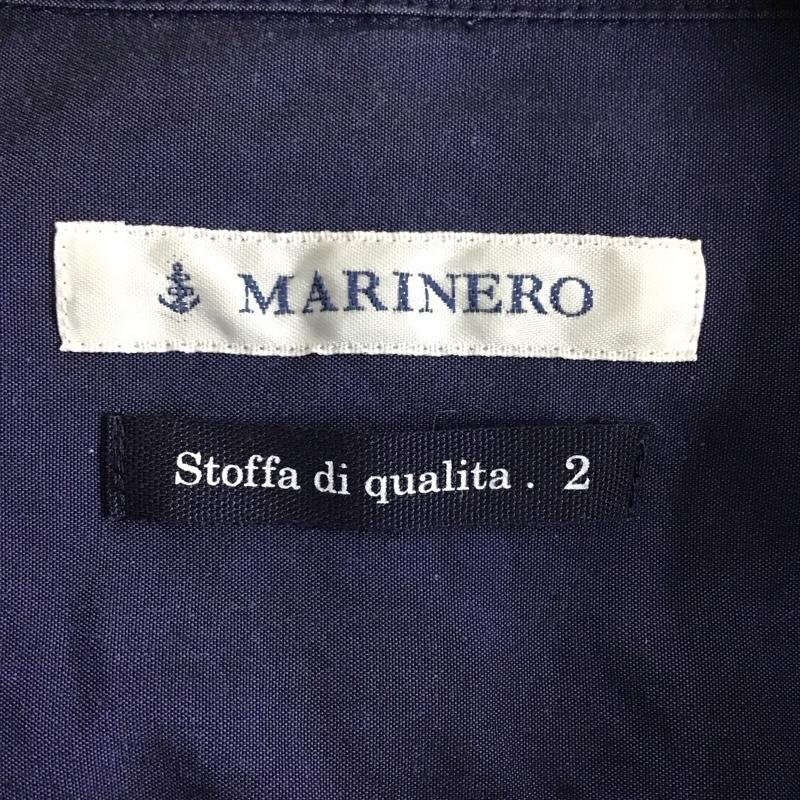 MARINERO
Stoffa di qualita . 2